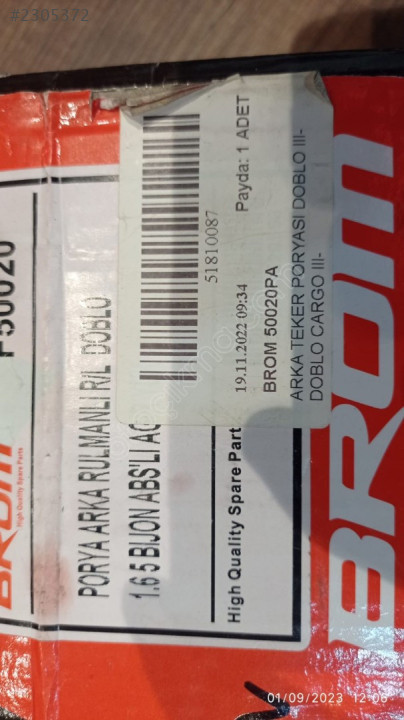 #2305372
BROM
High Quality Spare Parts
F50020
PORYA ARKA RULMANLI R/L DOBLO
1.6 5 BIJON ABS'LI AÇ
High Quality Spare Part
51810087
19.11.2022 09:34 Payda: 1 ADET
BROM 50020PA
ARKA TEKER PORYASI DOBLO III-
DOBLO CARGO III-
BROM
01/09/2023 12:06